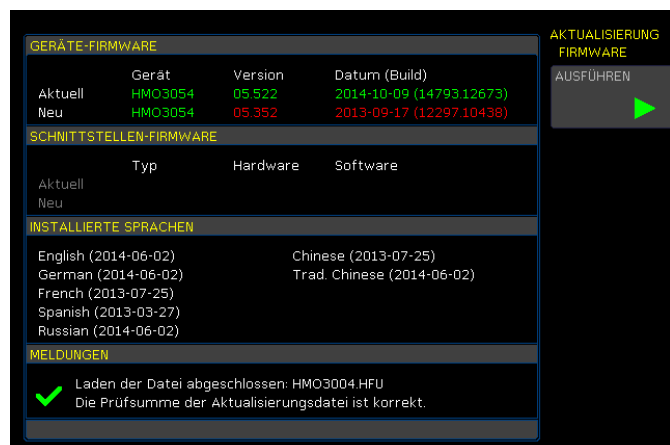 AKTUALISIERUNG
FIRMWARE
AUSFÜHREN
GERÄTE-FIRMWARE
Gerät Version Datum (Build)
Aktuell HMO3054 05.522 2014-10-09 (14793.12673)
Neu HMO3054 05.352 2013-09-17 (12297.10438)
SCHNITTSTELLEN-FIRMWARE
Typ Hardware Software
Aktuell
Neu
INSTALLIERTE SPRACHEN
English (2014-06-02) Chinese (2013-07-25)
German (2014-06-02) Trad. Chinese (2014-06-02)
French (2013-07-25)
Spanish (2013-03-27)
Russian (2014-06-02)
MELDUNGEN
Laden der Datei abgeschlossen: HMO3004.HFU
Die Prüfsumme der Aktualisierungsdatei ist korrekt.